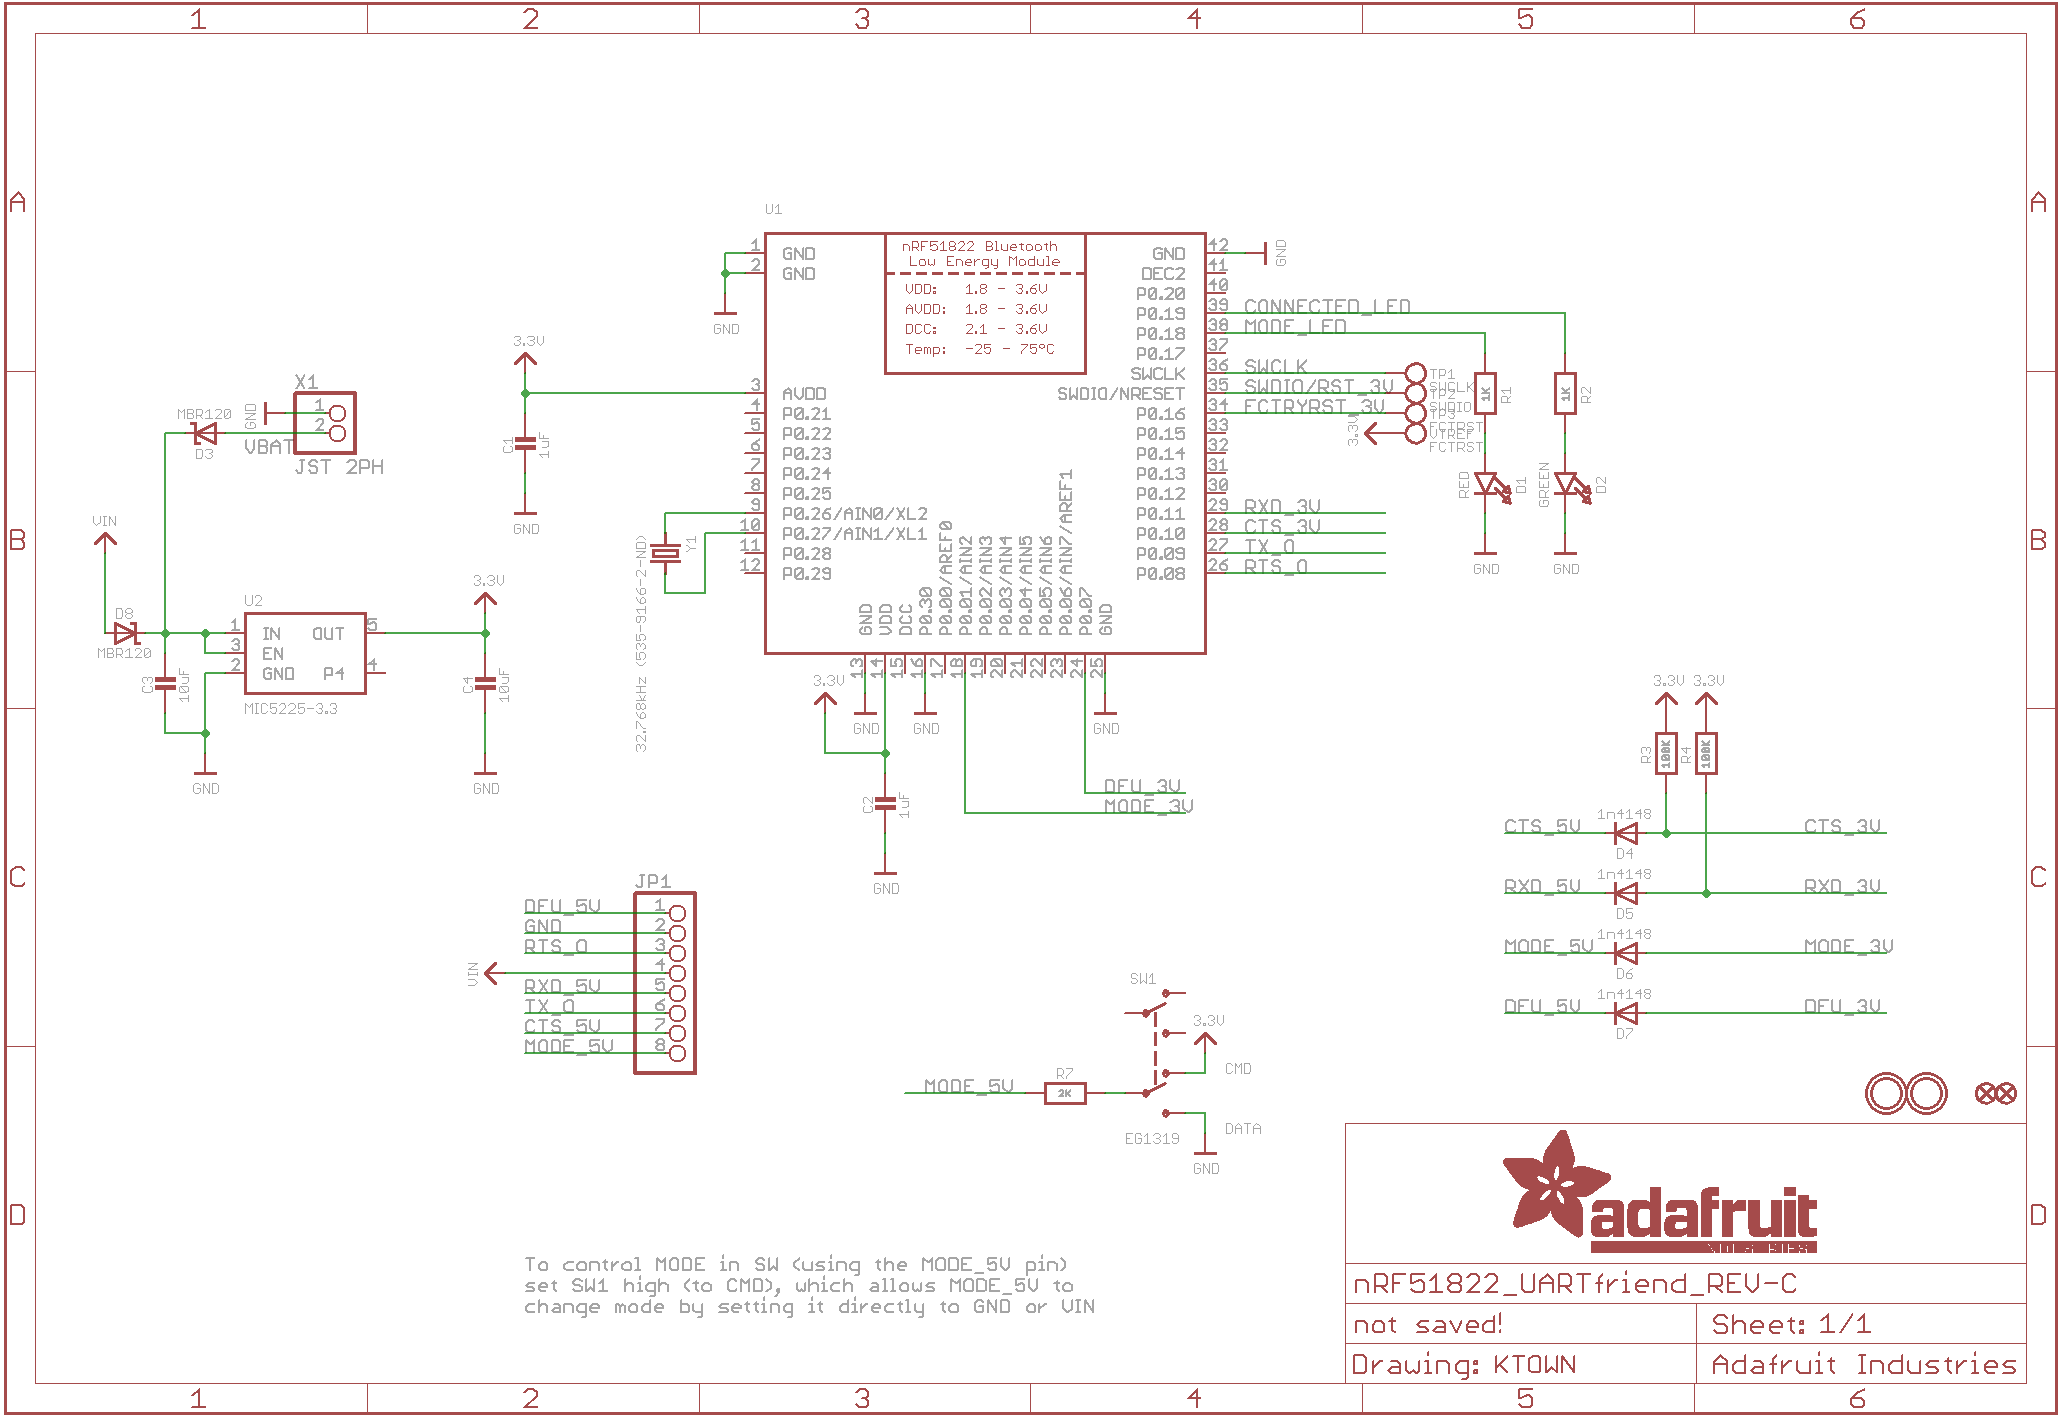 1 2 3 4 5 6
A
B
C
D
A
B
C
D
U1
nRF51822 Bluetooth
Low Energy Module
VDD: 1.8 - 3.6V
AVDD: 1.8 - 3.6V
DCC: 2.1 - 3.6V
Temp: -25 - 75°C
1 GND
2 GND
GND
3 AVDD
4 P0.21
5 P0.22
6 P0.23
7 P0.24
8 P0.25
9 P0.26/AIN0/XL2
10 P0.27/AIN1/XL1
11 P0.28
12 P0.29
13 GND
14 VDD
15 DCC
16 P0.30
17 P0.00/AREF0
18 P0.01/AIN2
19 P0.02/AIN3
20 P0.03/AIN4
21 P0.04/AIN5
22 P0.05/AIN6
23 P0.06/AIN7/AREF1
24 P0.07
25 GND
GND 42
DEC2 41
P0.20 40
P0.19 39 CONNECTED_LED
P0.18 38 MODE_LED
P0.17 37
SWCLK 36 SWCLK
SWDIO/NRESET 35 SWDIO/RST_3V
P0.16 34 FCTRYRST_3V
P0.15 33
P0.14 32
P0.13 31
P0.12 30
P0.11 29 RXD_3V
P0.10 28 CTS_3V
P0.09 27 TX_O
P0.08 26 RTS_O
GND
TP1
SWCLK
TP2
SWDIO
TP3
FCTRST
VTREF
FCTRST
3.3V
1K R1
1K R2
RED D1
GREEN D2
GND GND
3.3V
C1 1uF
GND
Y1
32.768kHz (535-9166-2-ND)
X1
1
2
GND
VBAT
JST 2PH
MBR120
D3
VIN
D8
MBR120
U2
1 IN OUT 5
3 EN
2 GND P4 4
MIC5225-3.3
C3 10uF
GND
3.3V
C4 10uF
GND
3.3V
GND GND GND
C2 1uF
GND
DFU_3V
MODE_3V
JP1
DFU_5V 1
GND 2
RTS_O 3
VIN 4
RXD_5V 5
TX_O 6
CTS_5V 7
MODE_5V 8
SW1
3.3V
CMD
MODE_5V R7 2K
EG1319 DATA
GND
3.3V 3.3V
R3 100K R4 100K
CTS_5V 1n4148 D4 CTS_3V
RXD_5V 1n4148 D5 RXD_3V
MODE_5V 1n4148 D6 MODE_3V
DFU_5V 1n4148 D7 DFU_3V
To control MODE in SW (using the MODE_5V pin)
set SW1 high (to CMD), which allows MODE_5V to
change mode by setting it directly to GND or VIN
adafruit
nRF51822_UARTfriend_REV-C
not saved! Sheet: 1/1
Drawing: KTOWN Adafruit Industries
1 2 3 4 5 6